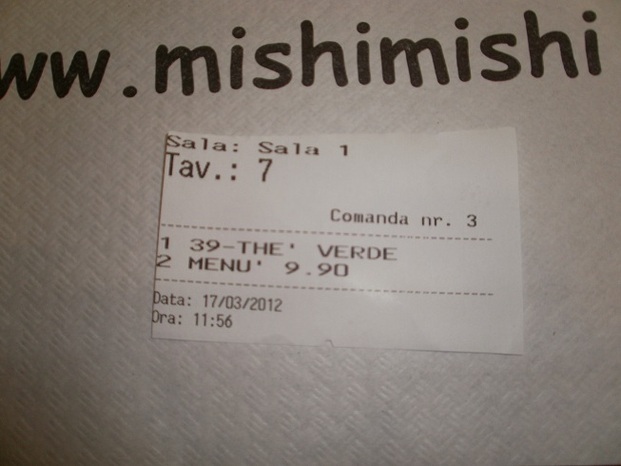 ww.mishimishi
Sala: Sala 1
Tav.: 7
Comanda nr. 3
1 39-THE' VERDE
2 MENU' 9.90
Data: 17/03/2012
Ora: 11:56